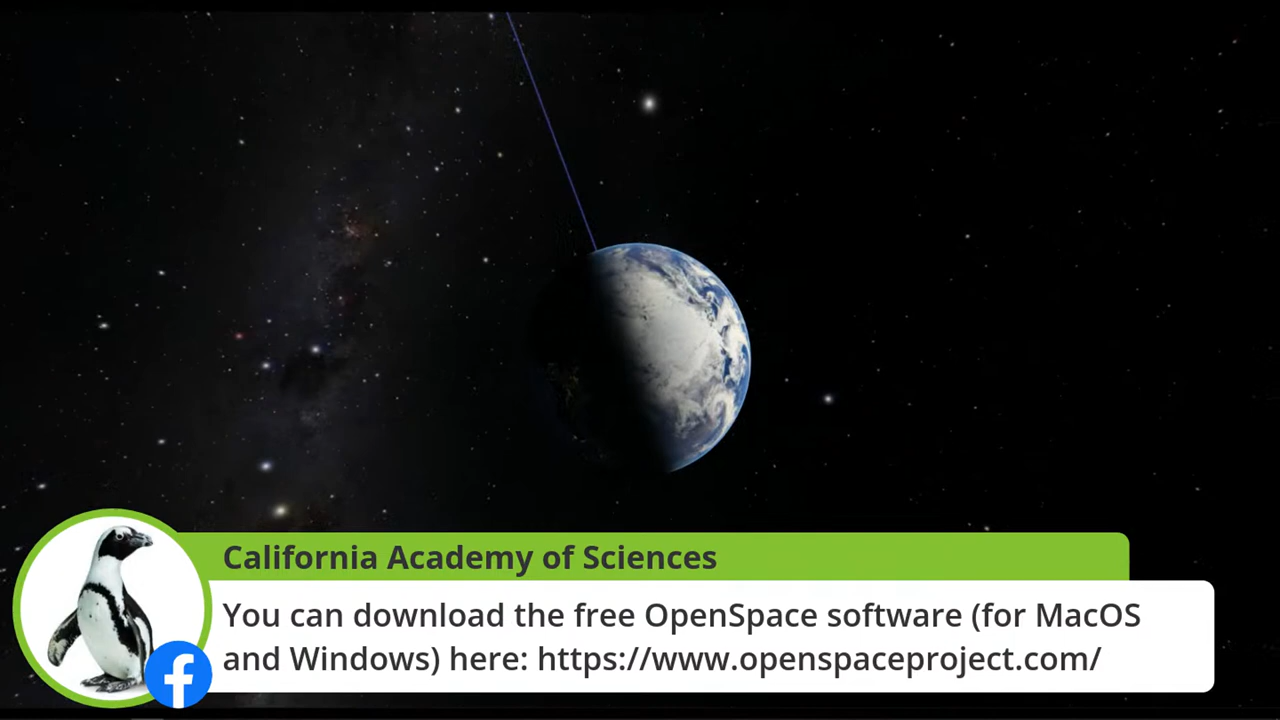 California Academy of Sciences
You can download the free OpenSpace software (for MacOS
and Windows) here: https://www.openspaceproject.com/